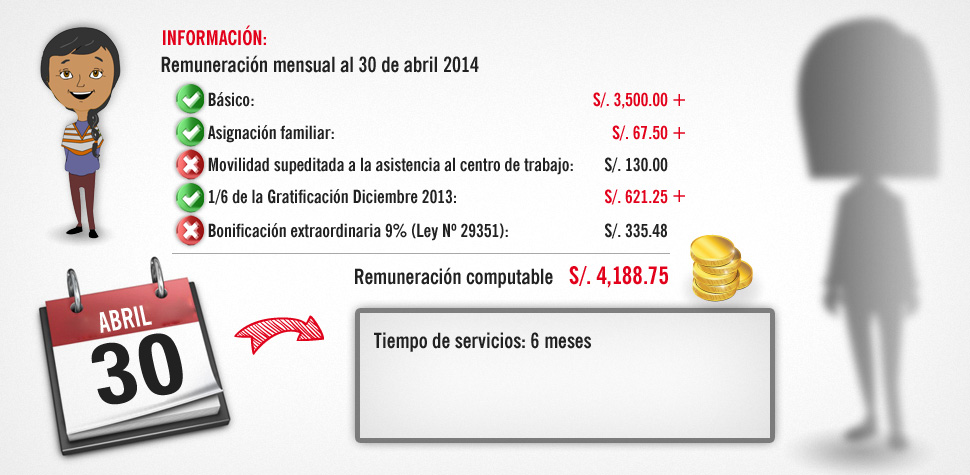 INFORMACIÓN:
Remuneración mensual al 30 de abril 2014
Básico: S/. 3,500.00 +
Asignación familiar: S/. 67.50 +
Movilidad supeditada a la asistencia al centro de trabajo: S/. 130.00
1/6 de la Gratificación Diciembre 2013: S/. 621.25 +
Bonificación extraordinaria 9% (Ley Nº 29351): S/. 335.48
Remuneración computable S/. 4,188.75
ABRIL
30
Tiempo de servicios: 6 meses